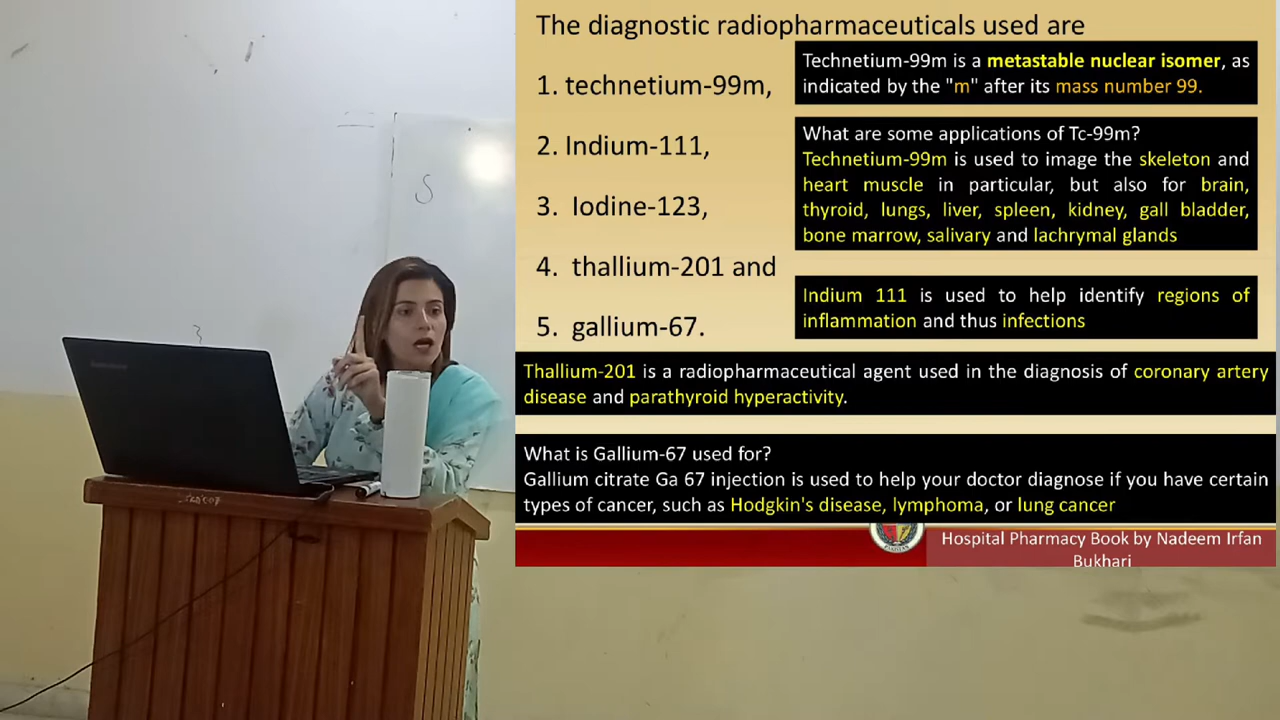 The diagnostic radiopharmaceuticals used are
1. technetium-99m,
2. Indium-111,
3. Iodine-123,
4. thallium-201 and
5. gallium-67.
Technetium-99m is a metastable nuclear isomer, as
indicated by the "m" after its mass number 99.
What are some applications of Tc-99m?
Technetium-99m is used to image the skeleton and
heart muscle in particular, but also for brain,
thyroid, lungs, liver, spleen, kidney, gall bladder,
bone marrow, salivary and lachrymal glands
Indium 111 is used to help identify regions of
inflammation and thus infections
Thallium-201 is a radiopharmaceutical agent used in the diagnosis of coronary artery
disease and parathyroid hyperactivity.
What is Gallium-67 used for?
Gallium citrate Ga 67 injection is used to help your doctor diagnose if you have certain
types of cancer, such as Hodgkin's disease, lymphoma, or lung cancer
Hospital Pharmacy Book by Nadeem Irfan
Bukhari
S